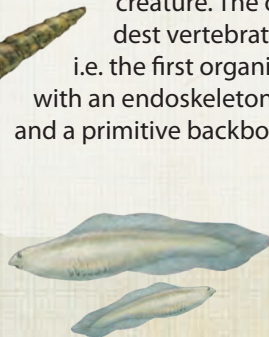 creature. The o
dest vertebrat
i.e. the first organi
with an endoskeleton
and a primitive backbo